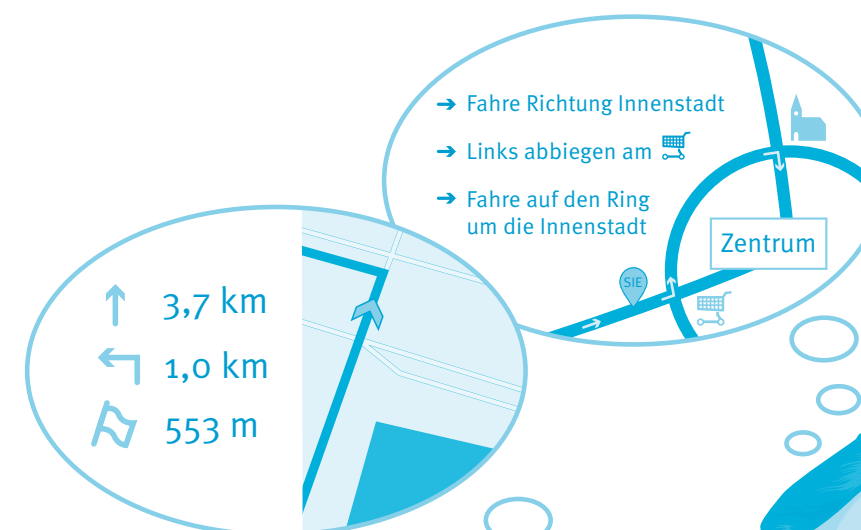 Fahre Richtung Innenstadt
Links abbiegen am
Fahre auf den Ring
um die Innenstadt
Zentrum
SIE
3,7 km
1,0 km
553 m